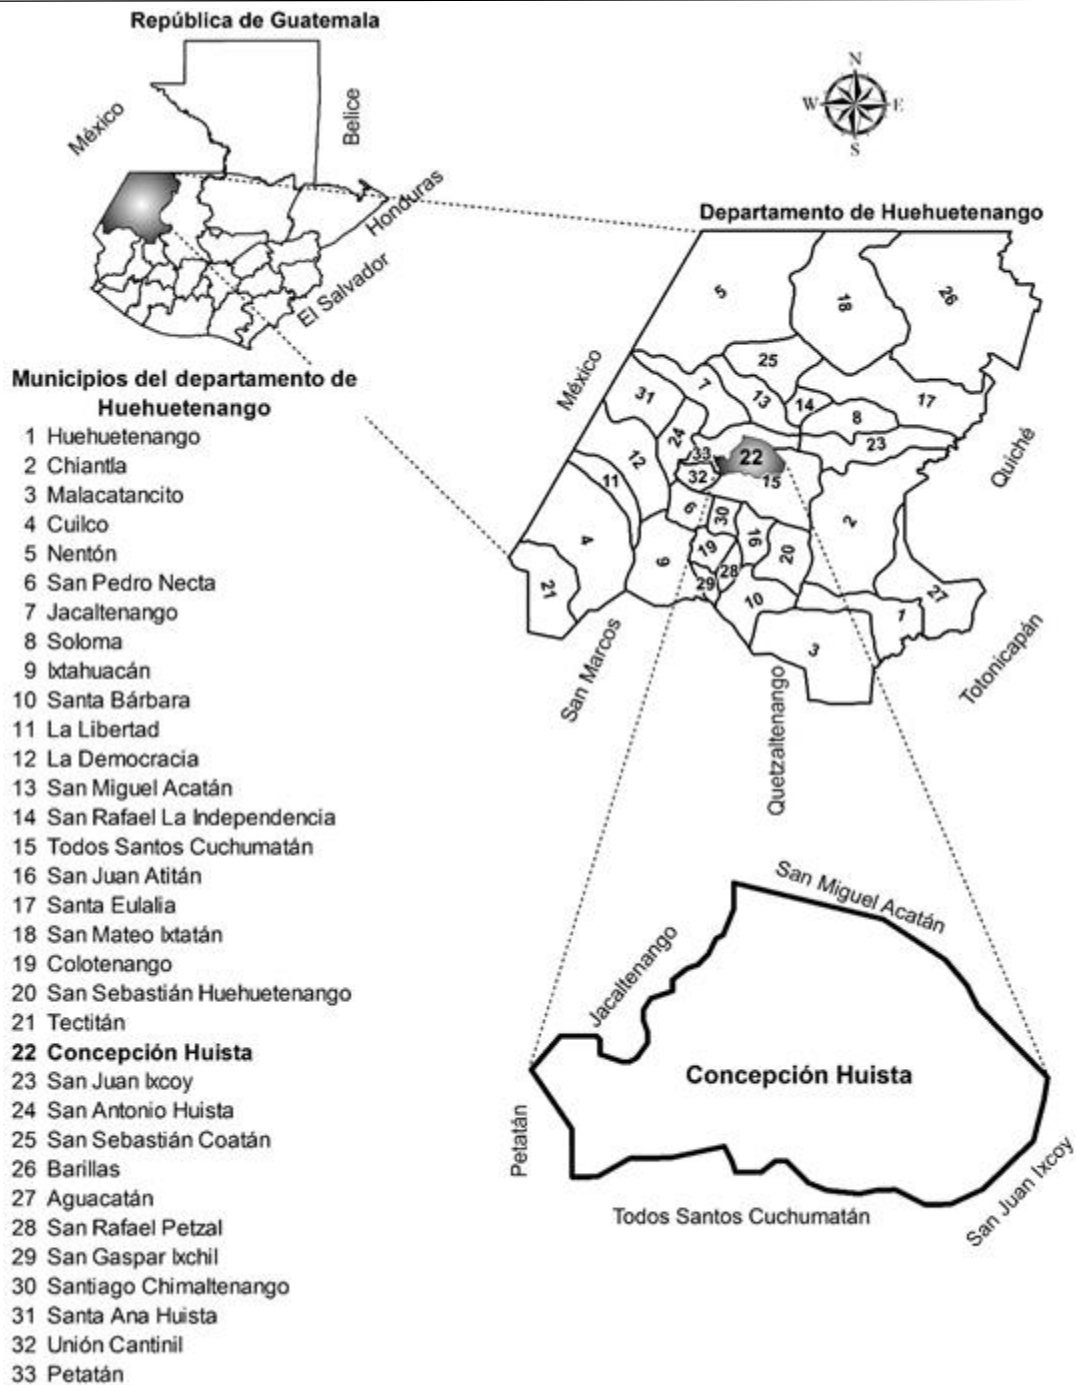 República de Guatemala
México
Belice
Honduras
El Salvador
N
W
E
S
Departamento de Huehuetenango
5
18
26
México
25
7
31
13
14
17
8
23
24
33
22
12
32
15
11
6
30
2
Quiché
4
16
19
20
9
28
21
29
27
10
1
3
San Marcos
Quetzaltenango
Totonicapán
Municipios del departamento de
Huehuetenango
1 Huehuetenango
2 Chiantla
3 Malacatancito
4 Cuilco
5 Nentón
6 San Pedro Necta
7 Jacaltenango
8 Soloma
9 Ixtahuacán
10 Santa Bárbara
11 La Libertad
12 La Democracia
13 San Miguel Acatán
14 San Rafael La Independencia
15 Todos Santos Cuchumatán
16 San Juan Atitán
17 Santa Eulalia
18 San Mateo Ixtatán
19 Colotenango
20 San Sebastián Huehuetenango
21 Tectitán
22 Concepción Huista
23 San Juan Ixcoy
24 San Antonio Huista
25 San Sebastián Coatán
26 Barillas
27 Aguacatán
28 San Rafael Petzal
29 San Gaspar Ixchil
30 Santiago Chimaltenango
31 Santa Ana Huista
32 Unión Cantinil
33 Petatán
San Miguel Acatán
Jacaltenango
Concepción Huista
Petatán
Todos Santos Cuchumatán
San Juan Ixcoy